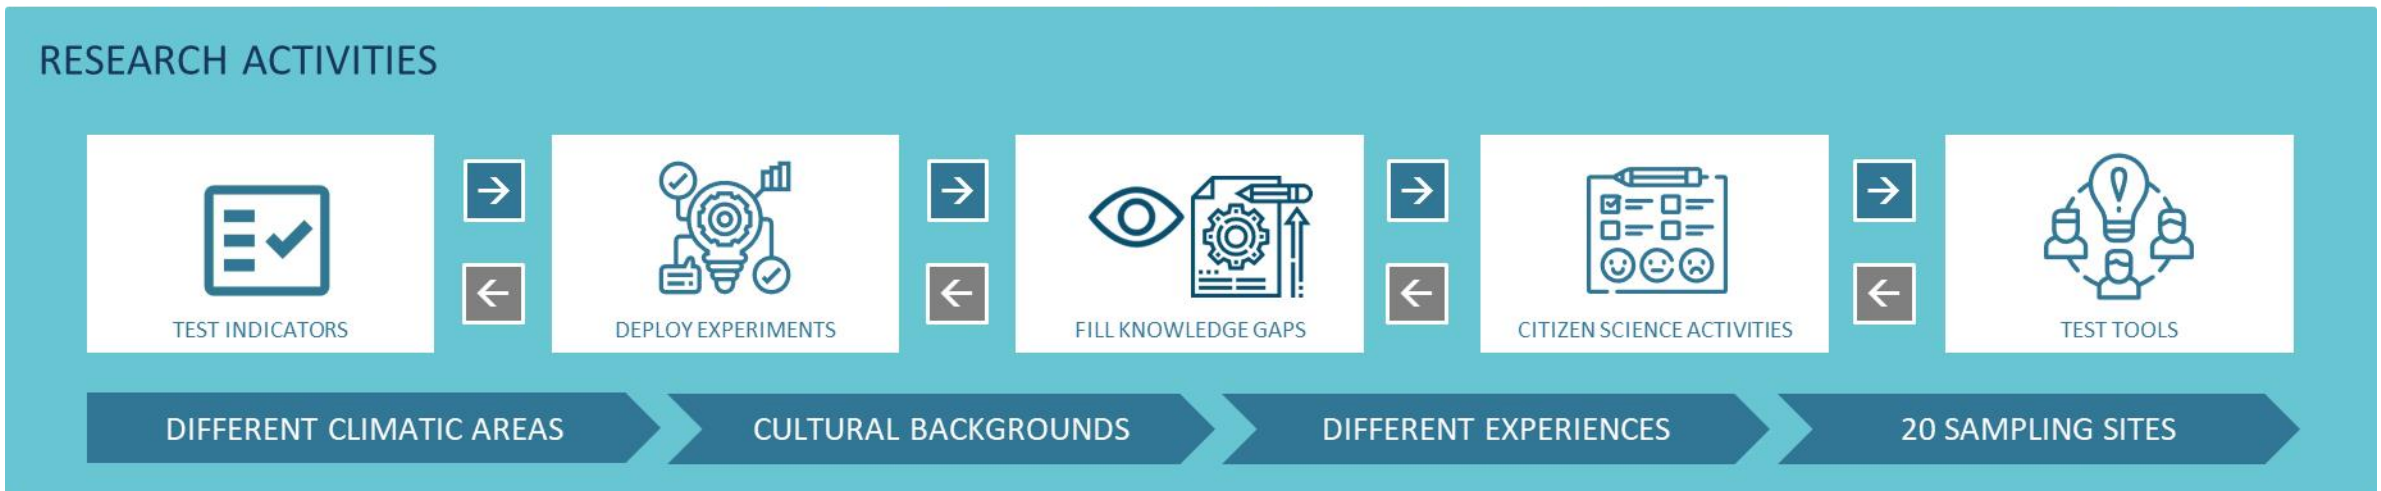 RESEARCH ACTIVITIES
TEST INDICATORS
DEPLOY EXPERIMENTS
FILL KNOWLEDGE GAPS
CITIZEN SCIENCE ACTIVITIES
TEST TOOLS
DIFFERENT CLIMATIC AREAS
CULTURAL BACKGROUNDS
DIFFERENT EXPERIENCES
20 SAMPLING SITES